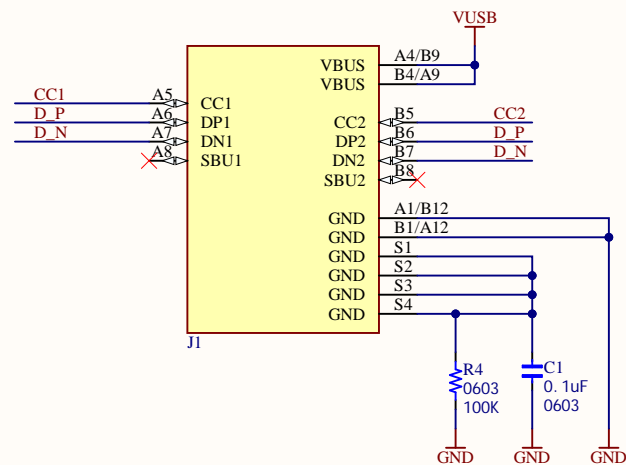 VUSB
A4/B9
VBUS
B4/A9
VBUS
CC1
A5
CC1
D_P
A6
DP1
D_N
A7
DN1
A8
SBU1
B5
CC2
CC2
B6
DP2
D_P
B7
DN2
D_N
B8
SBU2
A1/B12
GND
B1/A12
GND
S1
GND
S2
GND
S3
GND
S4
GND
J1
R4
0603
100K
C1
0.1uF
0603
GND
GND
GND